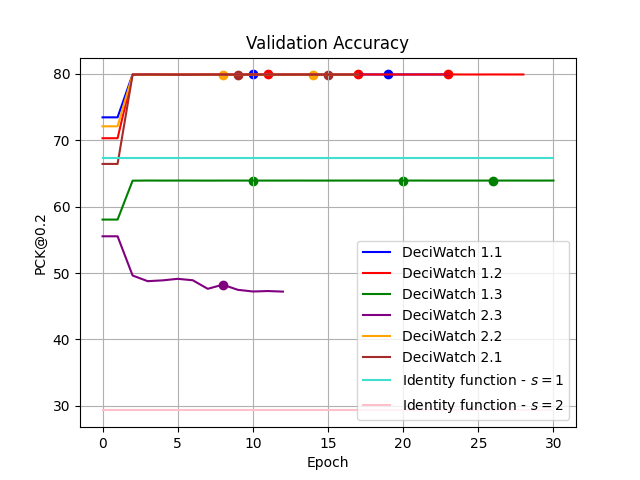 Validation Accuracy
PCK@0.2
80
70
60
50
40
30
0 5 10 15 20 25 30
Epoch
DeciWatch 1.1
DeciWatch 1.2
DeciWatch 1.3
DeciWatch 2.3
DeciWatch 2.2
DeciWatch 2.1
Identity function - s = 1
Identity function - s = 2